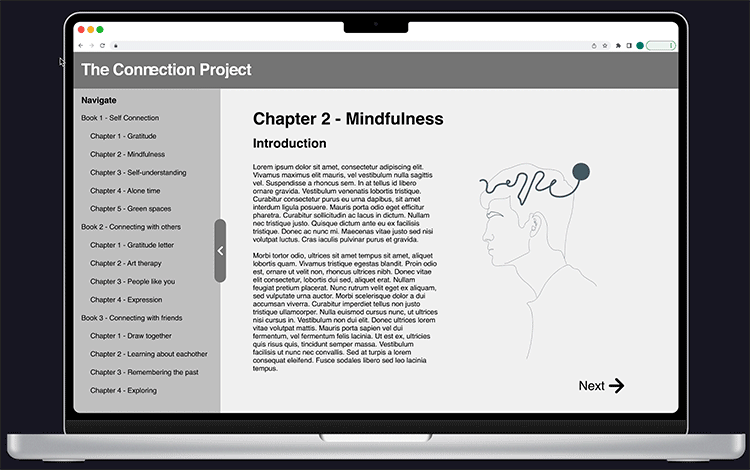 The Connection Project
Navigate
Book 1 - Self Connection
Chapter 1 - Gratitude
Chapter 2 - Mindfulness
Chapter 3 - Self-understanding
Chapter 4 - Alone time
Chapter 5 - Green spaces
Book 2 - Connecting with others
Chapter 1 - Gratitude letter
Chapter 2 - Art therapy
Chapter 3 - People like you
Chapter 4 - Expression
Book 3 - Connecting with friends
Chapter 1 - Draw together
Chapter 2 - Learning about eachother
Chapter 3 - Remembering the past
Chapter 4 - Exploring
Chapter 2 - Mindfulness
Introduction
Lorem ipsum dolor sit amet, consectetur adipiscing elit.
Vivamus maximus elit mauris, vel vestibulum nulla sagittis
vel. Suspendisse a rhoncus sem. In at tellus id libero
ornare gravida. Vestibulum venenatis lobortis tristique.
Curabitur consectetur purus eu urna dapibus, sit amet
interdum ligula posuere. Mauris porta odio eget efficitur
pharetra. Curabitur sollicitudin ac lacus in dictum. Nullam
nec tristique justo. Quisque dictum ante eu ex facilisis
tristique. Donec ac nunc mi. Maecenas vitae justo sed nisi
volutpat luctus. Cras iaculis pulvinar purus et gravida.
Morbi tortor odio, ultrices sit amet tempus sit amet, aliquet
lobortis quam. Vivamus tristique egestas blandit. Proin odio
est, ornare ut velit non, rhoncus ultrices nibh. Donec vitae
elit consectetur, lobortis dui sed, aliquet erat. Nullam
feugiat pretium placerat. Nunc rutrum velit eget ex aliquam,
sed vulputate urna auctor. Morbi scelerisque dolor a dui
accumsan viverra. Curabitur imperdiet tellus non justo
tristique ullamcorper. Nulla euismod cursus nunc, ut ultrices
nisi cursus in. Vestibulum non dui elit. Donec ultrices lorem
vitae volutpat mattis. Mauris porta sapien vel dui
fermentum, vel fermentum felis lacinia. Ut est ex, ultricies
quis risus quis, tincidunt semper massa. Vestibulum
facilisis ut nunc nec convallis. Sed at turpis a lorem
consequat eleifend. Fusce sodales libero sed leo lacinia
tempus.
Next